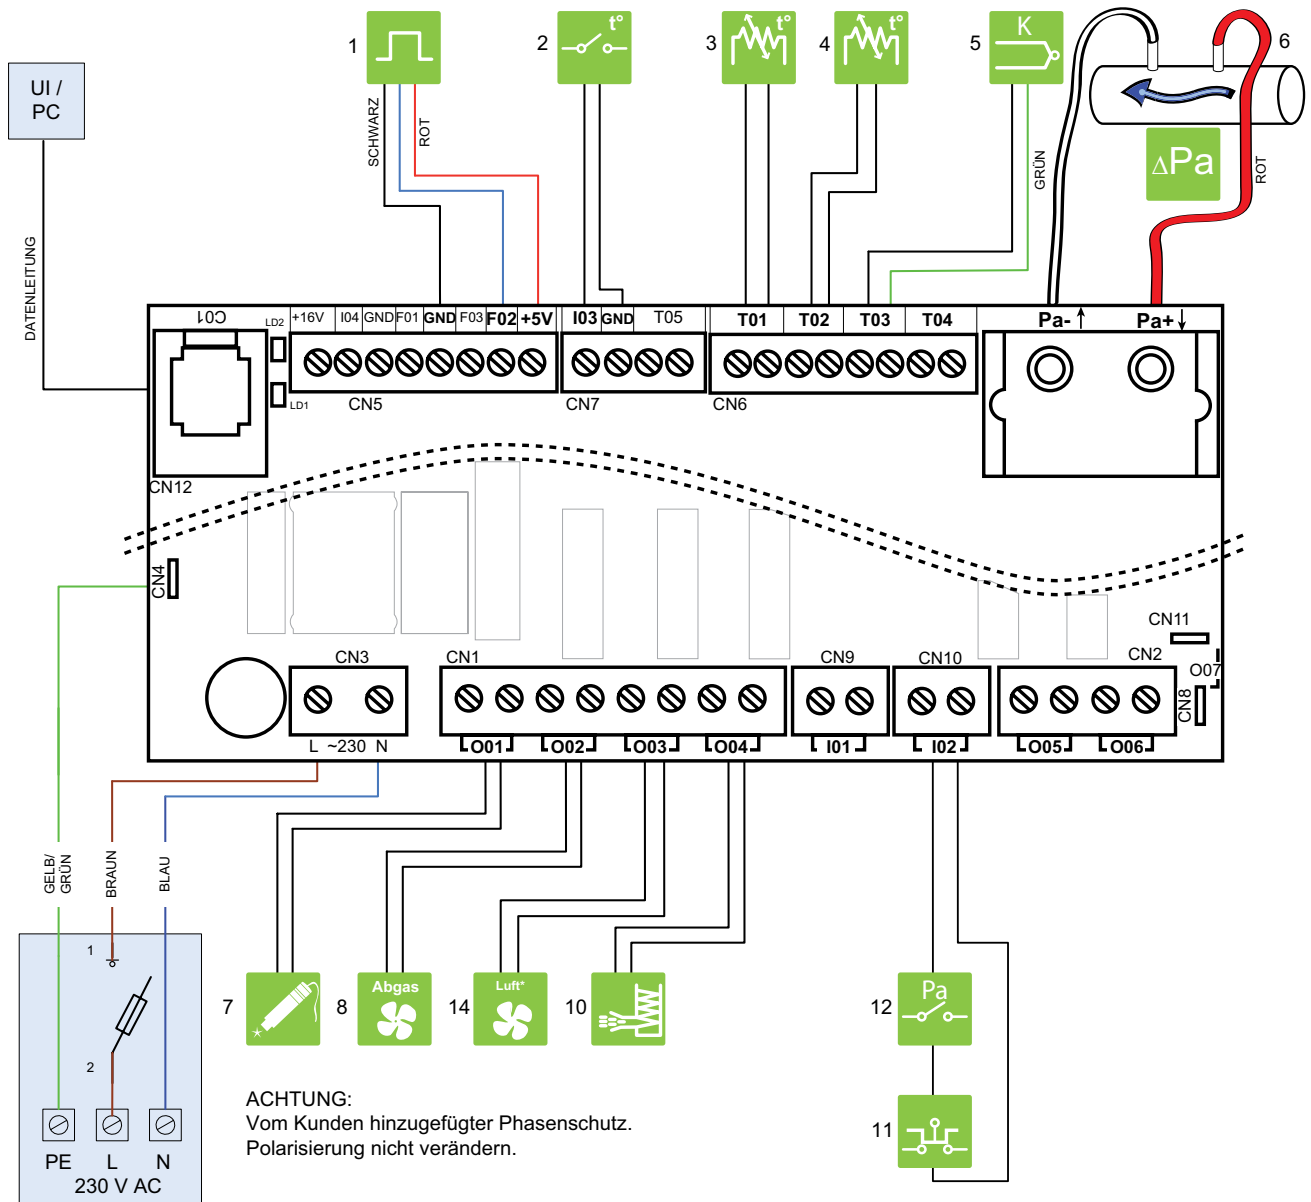 1
2
t°
3
t°
4
t°
5
K
6
UI /
PC
SCHWARZ
ROT
GRÜN
ΔPa
ROT
DATENLEITUNG
C01
LD2
+16V
I04
GND
F01
GND
F03
F02
+5V
I03
GND
T05
T01
T02
T03
T04
Pa-
Pa+
LD1
CN5
CN7
CN6
CN12
CN4
CN11
CN3
CN1
CN9
CN10
CN2
O07
CN8
L ~230 N
O01
O02
O03
O04
I01
I02
O05
O06
GELB/
GRÜN
BRAUN
BLAU
1
2
7
8
Abgas
14
Luft*
10
12
Pa
11
ACHTUNG:
Vom Kunden hinzugefügter Phasenschutz.
Polarisierung nicht verändern.
PE
L
N
230 V AC